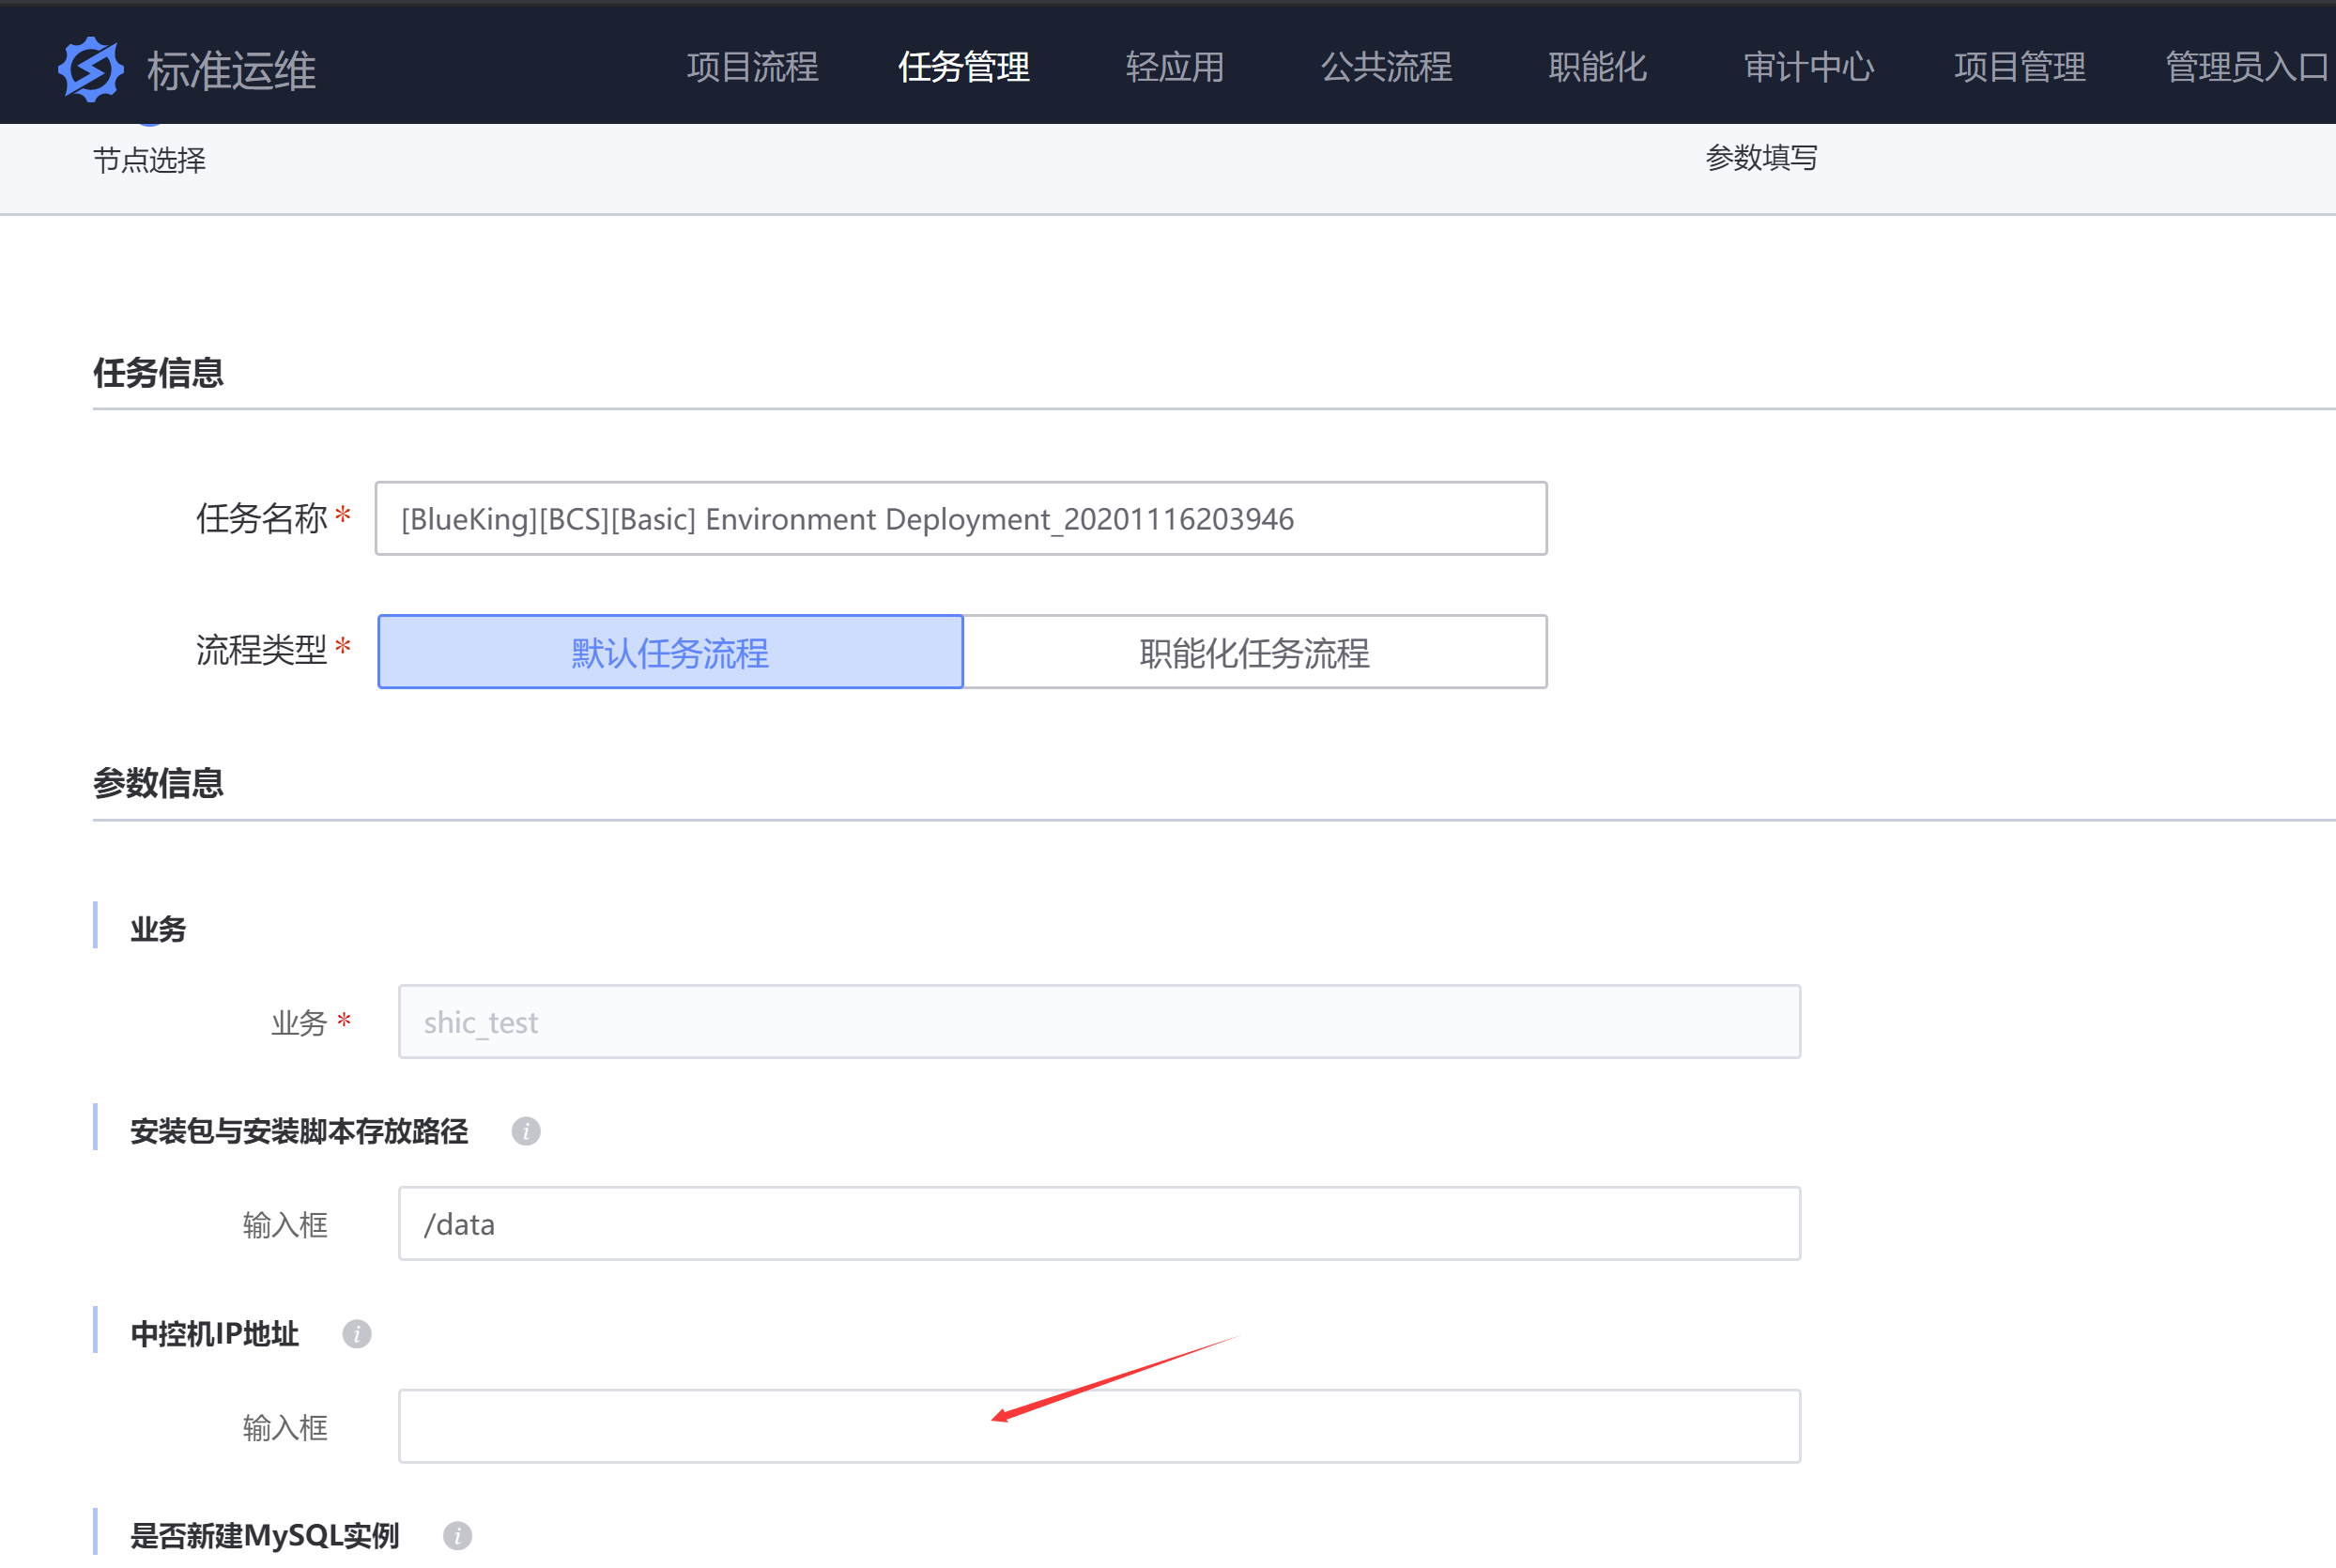 标准运维 项目流程 任务管理 轻应用 公共流程 职能化 审计中心 项目管理 管理员入口
节点选择 参数填写
任务信息
任务名称 * [BlueKing][BCS][Basic] Environment Deployment_20201116203946
流程类型 * 默认任务流程 职能化任务流程
参数信息
业务
业务 * shic_test
安装包与安装脚本存放路径 i
输入框 /data
中控机IP地址 i
输入框
是否新建MySQL实例 i